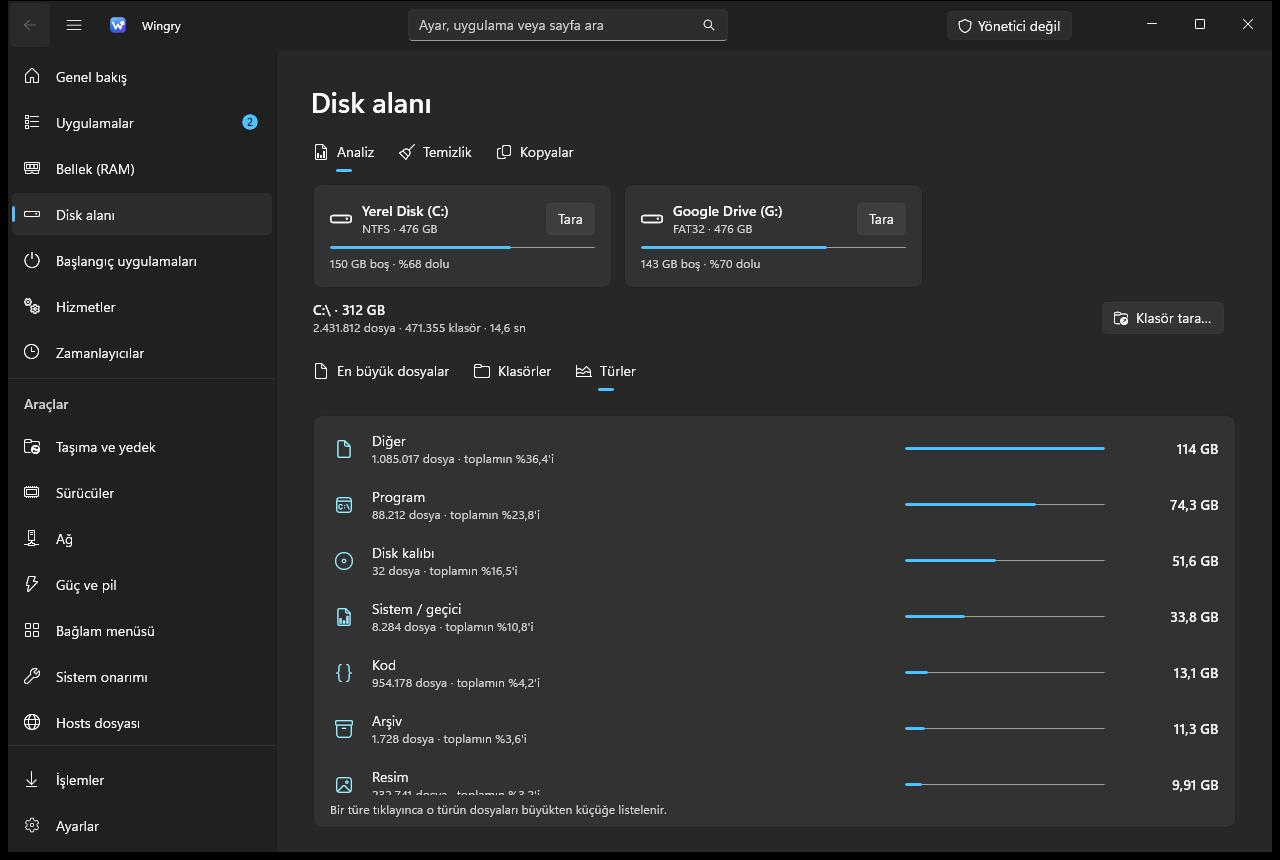 Wingry
Ayar, uygulama veya sayfa ara
Yönetici değil
Genel bakış
Uygulamalar
2
Bellek (RAM)
Disk alanı
Başlangıç uygulamaları
Hizmetler
Zamanlayıcılar
Araçlar
Taşıma ve yedek
Sürücüler
Ağ
Güç ve pil
Bağlam menüsü
Sistem onarımı
Hosts dosyası
İşlemler
Ayarlar
Disk alanı
Analiz
Temizlik
Kopyalar
Yerel Disk (C:)
NTFS · 476 GB
Tara
150 GB boş · %68 dolu
Google Drive (G:)
FAT32 · 476 GB
Tara
143 GB boş · %70 dolu
C:\ · 312 GB
2.431.812 dosya · 471.355 klasör · 14,6 sn
Klasör tara...
En büyük dosyalar
Klasörler
Türler
Diğer
1.085.017 dosya · toplamın %36,4'i
114 GB
Program
88.212 dosya · toplamın %23,8'i
74,3 GB
Disk kalıbı
32 dosya · toplamın %16,5'i
51,6 GB
Sistem / geçici
8.284 dosya · toplamın %10,8'i
33,8 GB
Kod
954.178 dosya · toplamın %4,2'i
13,1 GB
Arşiv
1.728 dosya · toplamın %3,6'i
11,3 GB
Resim
232.741 dosya · toplamın %3,2'i
9,91 GB
Bir türe tıklayınca o türün dosyaları büyükten küçüğe listelenir.